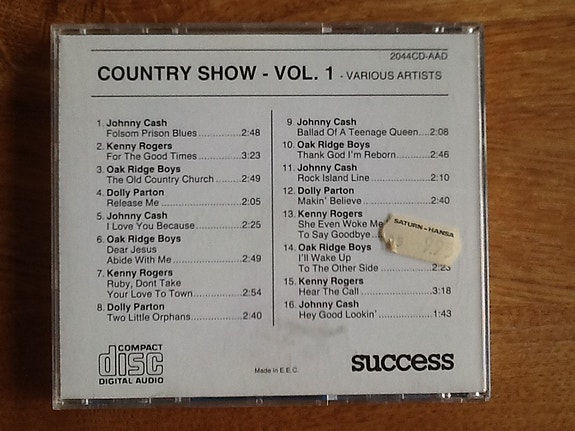 2044CD-AAD
COUNTRY SHOW - VOL. 1 - VARIOUS ARTISTS
1. Johnny Cash
Folsom Prison Blues..............2:48
2. Kenny Rogers
For The Good Times..............3:23
3. Oak Ridge Boys
The Old Country Church........2:49
4. Dolly Parton
Release Me.............................2:05
5. Johnny Cash
I Love You Because...............2:25
6. Oak Ridge Boys
Dear Jesus
Abide With Me........................2:49
7. Kenny Rogers
Ruby, Dont Take
Your Love To Town................2:54
8. Dolly Parton
Two Little Orphans..................2:40
9. Johnny Cash
Ballad Of A Teenage Queen....2:08
10. Oak Ridge Boys
Thank God I'm Reborn...........2:46
11. Johnny Cash
Rock Island Line.....................2:10
12. Dolly Parton
Makin' Believe........................2:40
13. Kenny Rogers
She Even Woke Me
To Say Goodbye
14. Oak Ridge Boys
I'll Wake Up
To The Other Side..................2:23
15. Kenny Rogers
Hear The Call..........................3:18
16. Johnny Cash
Hey Good Lookin'...................1:43
SATURN-HANSA
COMPACT
disc
DIGITAL AUDIO
Made in E.E.C.
success